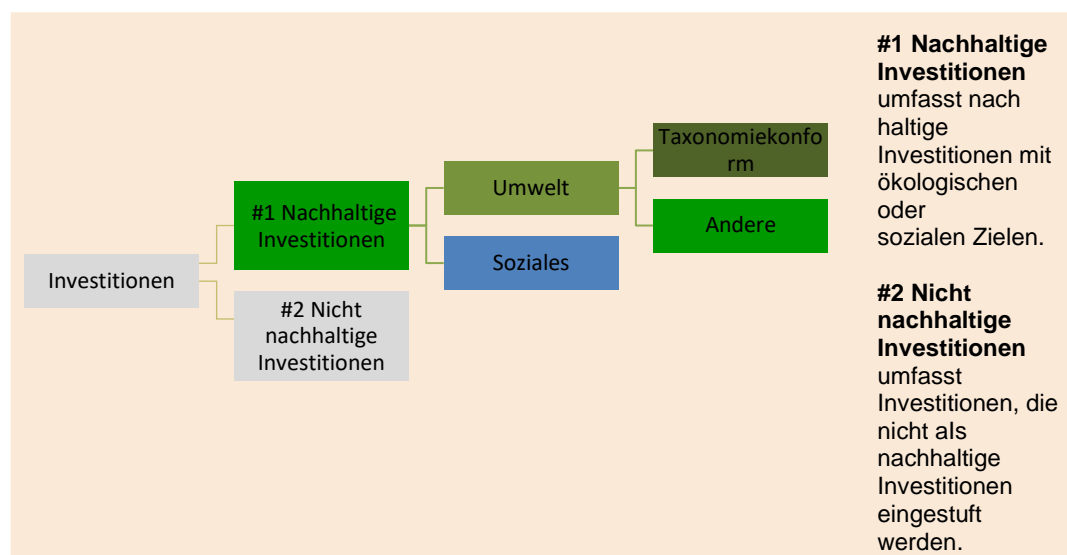 Investitionen
#1 Nachhaltige
Investitionen
#2 Nicht
nachhaltige
Investitionen
Umwelt
Soziales
Taxonomiekonfo
rm
Andere
#1 Nachhaltige
Investitionen
umfasst nach
haltige
Investitionen mit
ökologischen
oder
sozialen Zielen.
#2 Nicht
nachhaltige
Investitionen
umfasst
Investitionen, die
nicht als
nachhaltige
Investitionen
eingestuft
werden.